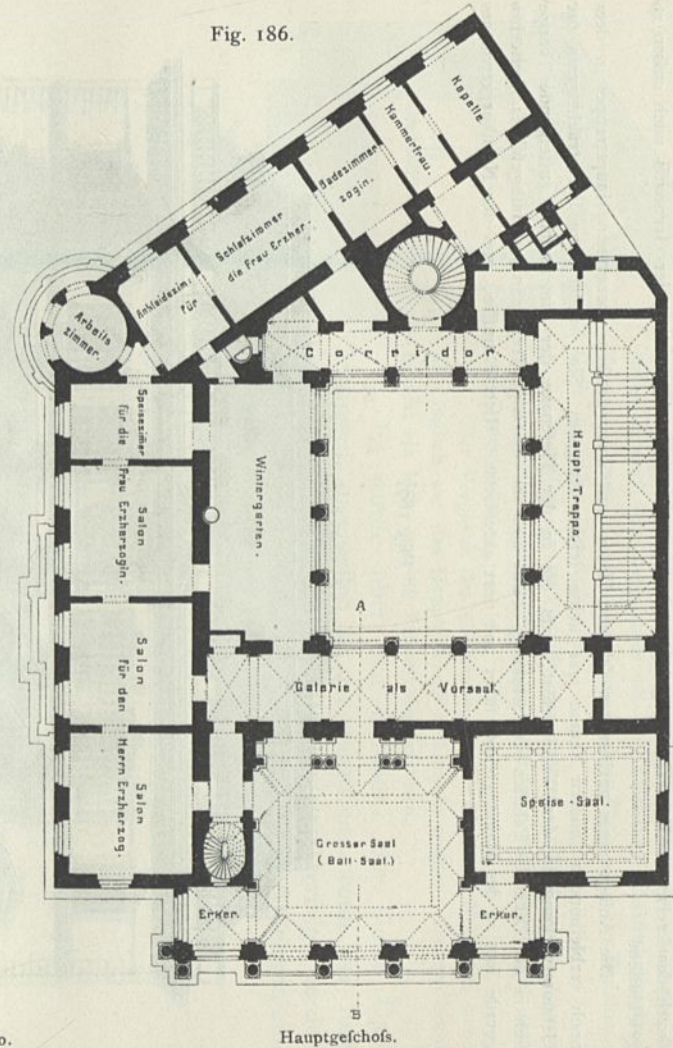 Fig. 186.
Kapelle.
Kammerfrau.
Badezimmer
zogin.
Schlafzimmer
die Frau Erzher-
Ankleidezim.
für
Arbeits
zimmer.
Corridor.
Speisezimer
für die
Salon
Frau Erzherzogin.
Wintergarten.
Haupt-Treppe.
A
Salon
für den
Galerie als Vorsaal.
Salon
Herrn Erzherzog.
Grosser Saal
(Ball-Saal.)
Speise-Saal.
Erker.
Erker.
B
Hauptgeſchoſs.
o.